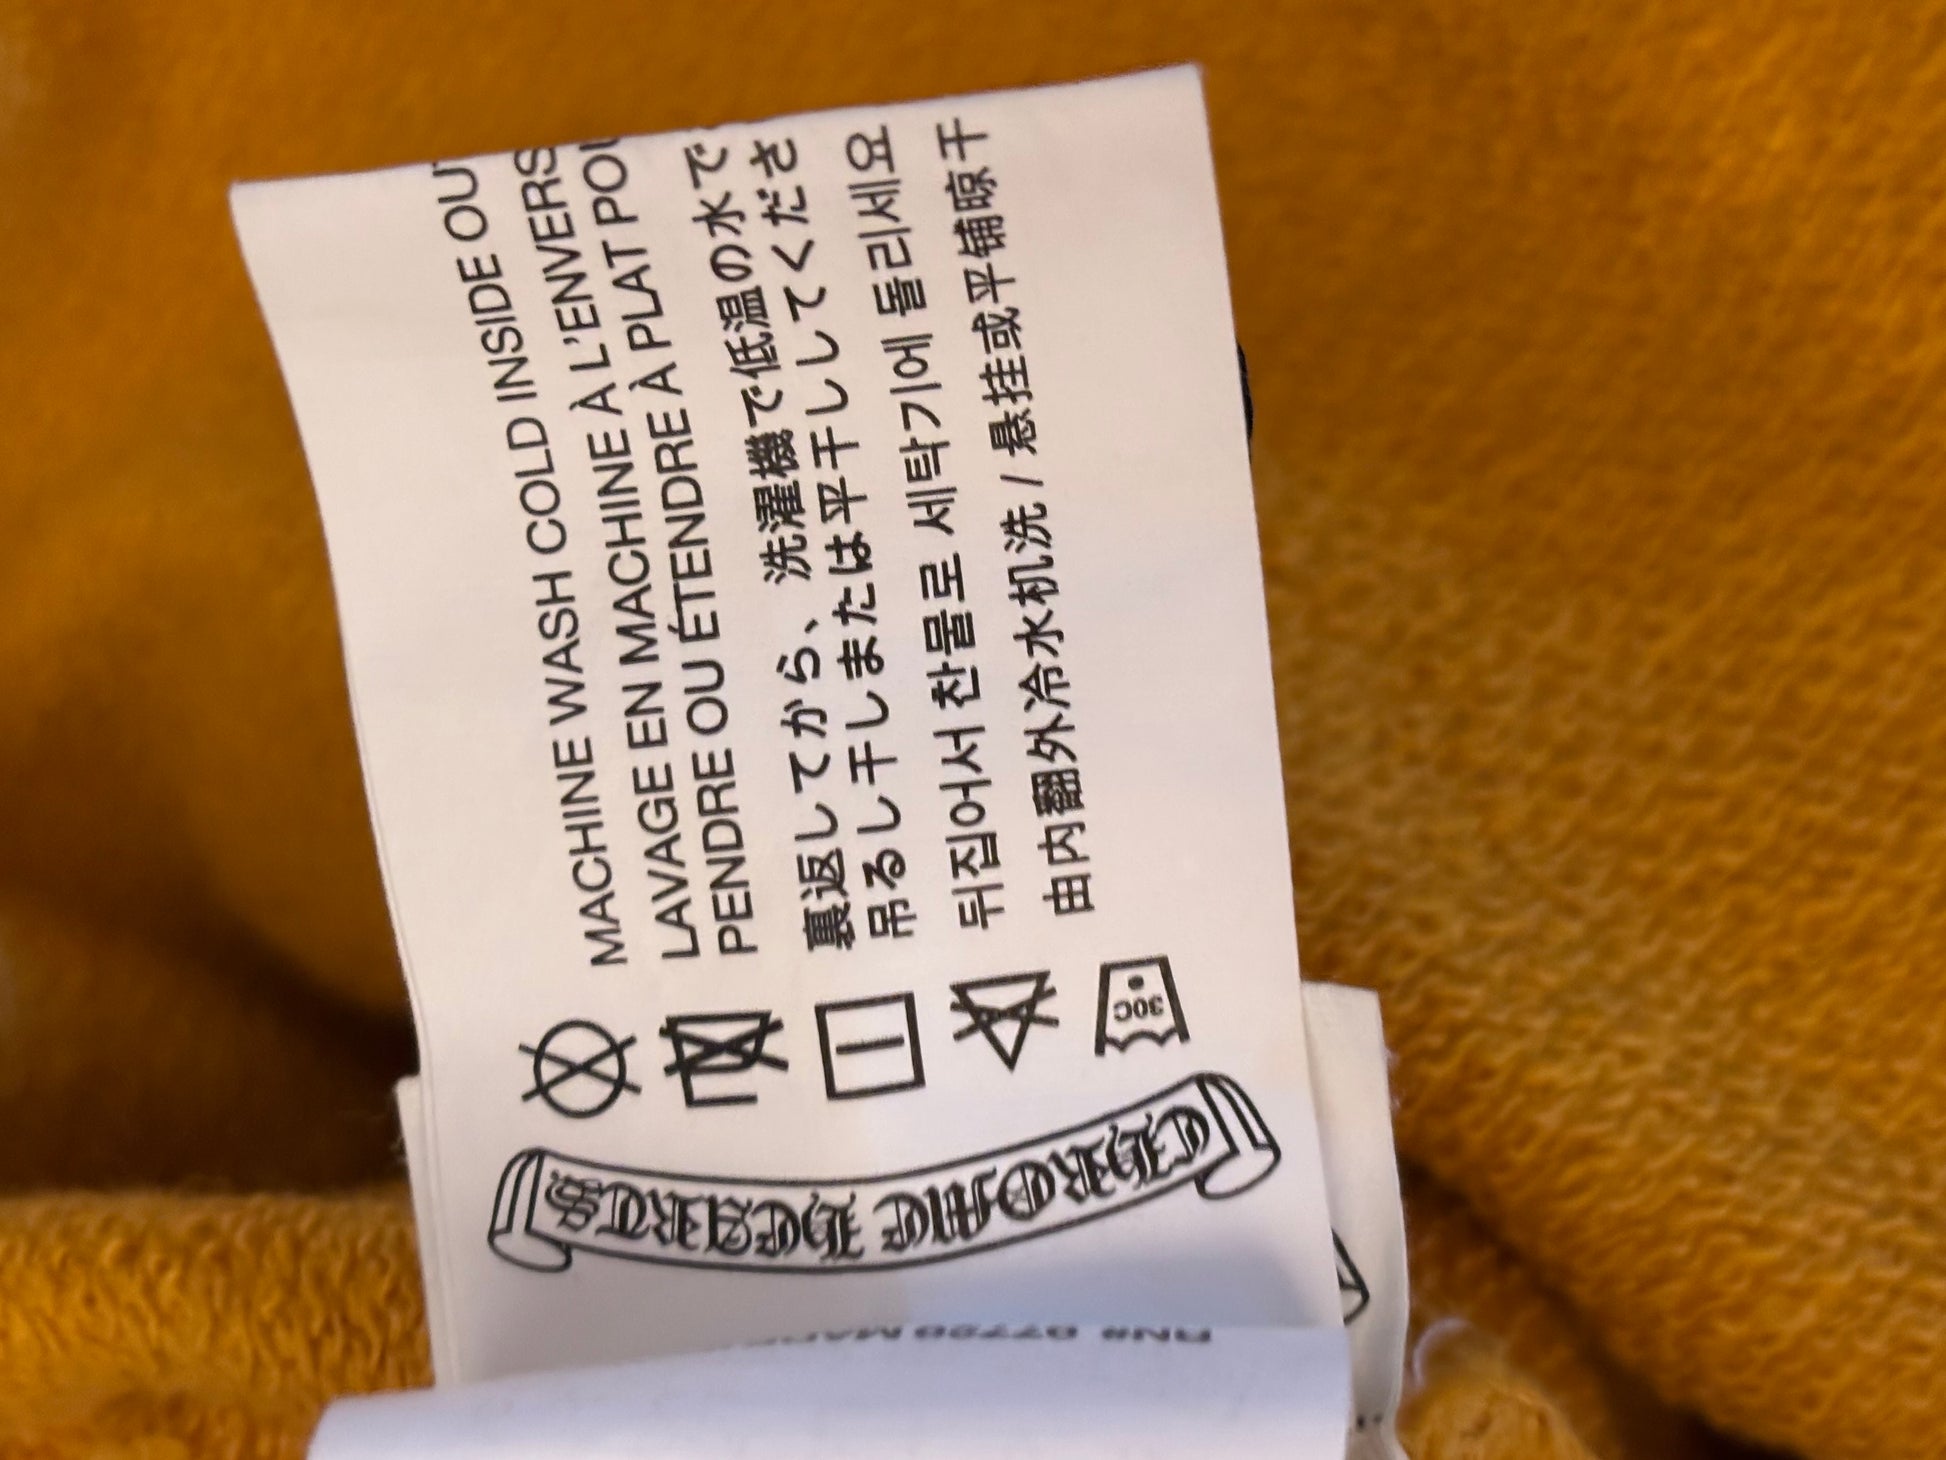 MACHINE WASH COLD INSIDE OUT
LAVAGE EN MACHINE À L'ENVERS
PENDRE OU ÉTENDRE À PLAT POU
裏返してから、洗濯機で低温の水で
吊るし干しまたは平干ししてくださ
뒤집어서 찬물로 세탁기에 돌리세요
由内翻外冷水机洗 / 悬挂或平铺晾干
30C
CHROME HEARTS
RN#